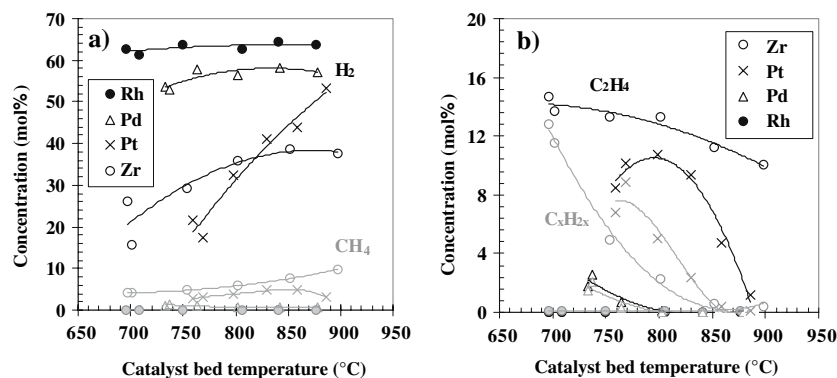 a)
H2
Rh
Pd
Pt
Zr
CH4
70
60
50
40
30
20
10
0
650 700 750 800 850 900 950
Concentration (mol%)
Catalyst bed temperature (°C)
b)
C2H4
CxH2x
Zr
Pt
Pd
Rh
16
12
8
4
0
650 700 750 800 850 900 950
Concentration (mol%)
Catalyst bed temperature (°C)